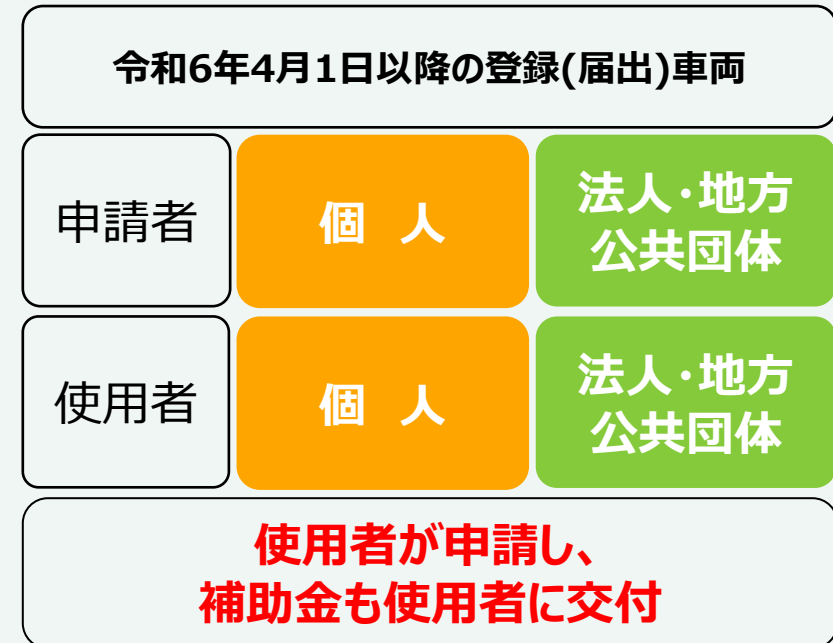 令和6年4月1日以降の登録(届出)車両
申請者
個 人
法人･地方
公共団体
使用者
個 人
法人･地方
公共団体
使用者が申請し、
補助金も使用者に交付